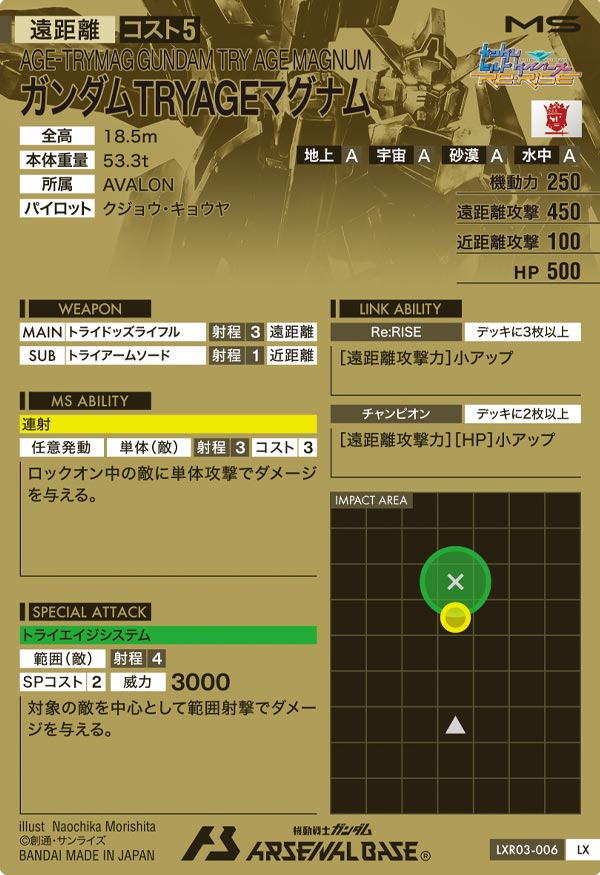 遠距離 コスト5 MS
AGE-TRYMAG GUNDAM TRY AGE MAGNUM
ガンダムTRYAGEマグナム
Re:RISE
全高 18.5m
本体重量 53.3t
所属 AVALON
パイロット クジョウ・キョウヤ
地上 A 宇宙 A 砂漠 A 水中 A
機動力 250
遠距離攻撃 450
近距離攻撃 100
HP 500
WEAPON
MAIN トライドッズライフル 射程 3 遠距離
SUB トライアームソード 射程 1 近距離
MS ABILITY
連射
任意発動 単体(敵) 射程 3 コスト 3
ロックオン中の敵に単体攻撃でダメージ
を与える。
SPECIAL ATTACK
トライエイジシステム
範囲(敵) 射程 4
SPコスト 2 威力 3000
対象の敵を中心として範囲射撃でダメー
ジを与える。
LINK ABILITY
Re:RISE デッキに3枚以上
[遠距離攻撃力]小アップ
チャンピオン デッキに2枚以上
[遠距離攻撃力][HP]小アップ
IMPACT AREA
illust Naochika Morishita
©創通・サンライズ
BANDAI MADE IN JAPAN
機動戦士ガンダム
ARSENAL BASE®
LXR03-006 LX